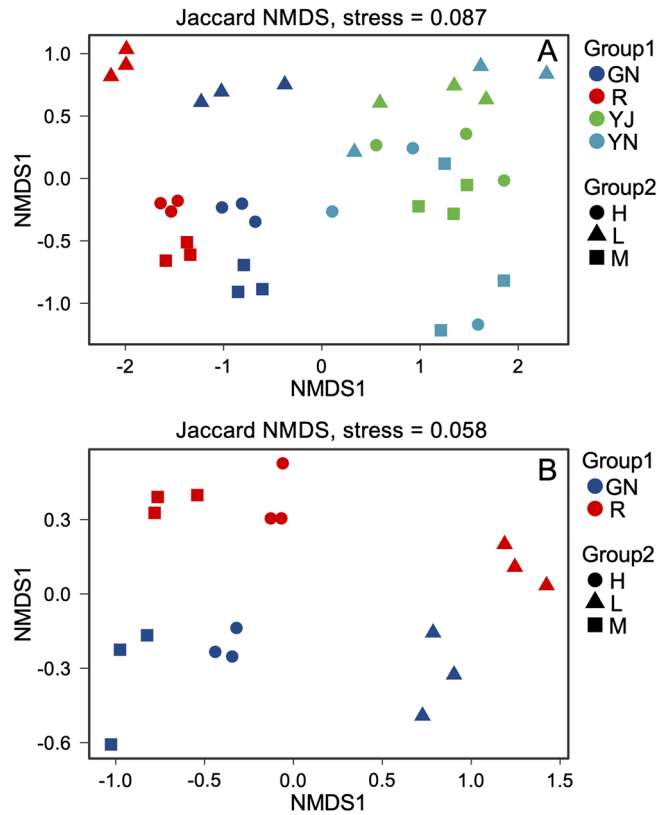 Jaccard NMDS, stress = 0.087
A
1.0
0.5
0.0
-0.5
-1.0
NMDS1
-2
-1
0
1
2
NMDS1
Group1
GN
R
YJ
YN
Group2
H
L
M
Jaccard NMDS, stress = 0.058
B
0.3
0.0
-0.3
-0.6
NMDS1
-1.0
-0.5
0.0
0.5
1.0
1.5
NMDS1
Group1
GN
R
Group2
H
L
M